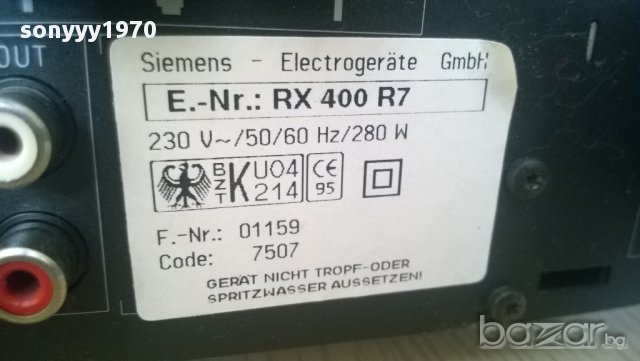 sonyyy1970
OUT
Siemens - Electrogeräte GmbH
E.-Nr.: RX 400 R7
230 V~/50/60 Hz/280 W
BZT K U04 214 CE 95
F.-Nr.: 01159
Code: 7507
GERÄT NICHT TROPF-ODER
SPRITZWASSER AUSSETZEN!
bazar.bg